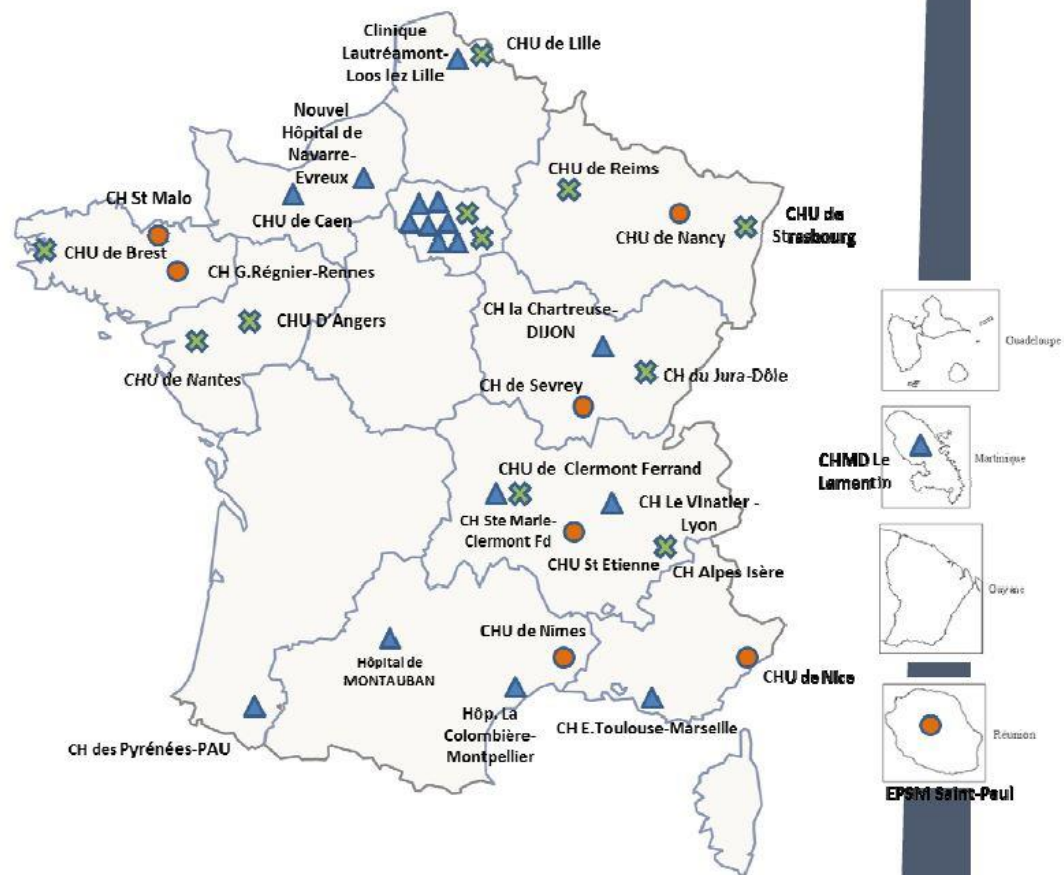 Clinique
Lautréamont-
Loos lez Lille
CHU de Lille
Nouvel
Hôpital de
Navarre-
Evreux
CHU de Reims
CH St Malo
CHU de Caen
CHU de Nancy
CHU de
Strasbourg
CHU de Brest
CH G.Régnier-Rennes
CH la Chartreuse-
DIJON
CHU D'Angers
Guadeloupe
CHU de Nantes
CH de Sevrey
CH du Jura-Dôle
CHU de Clermont Ferrand
CHMD Le
Lamentin
Martinique
CH Ste Marie-
Clermont Fd
CH Le Vinatier -
Lyon
CHU St Etienne
CH Alpes Isère
Guyane
CHU de Nimes
Hôpital de
MONTAUBAN
CHU de Nice
Hôp. La
Colombière-
Montpellier
CH E.Toulouse-Marseille
CH des Pyrénées-PAU
Réunion
EPSM Saint-Paul